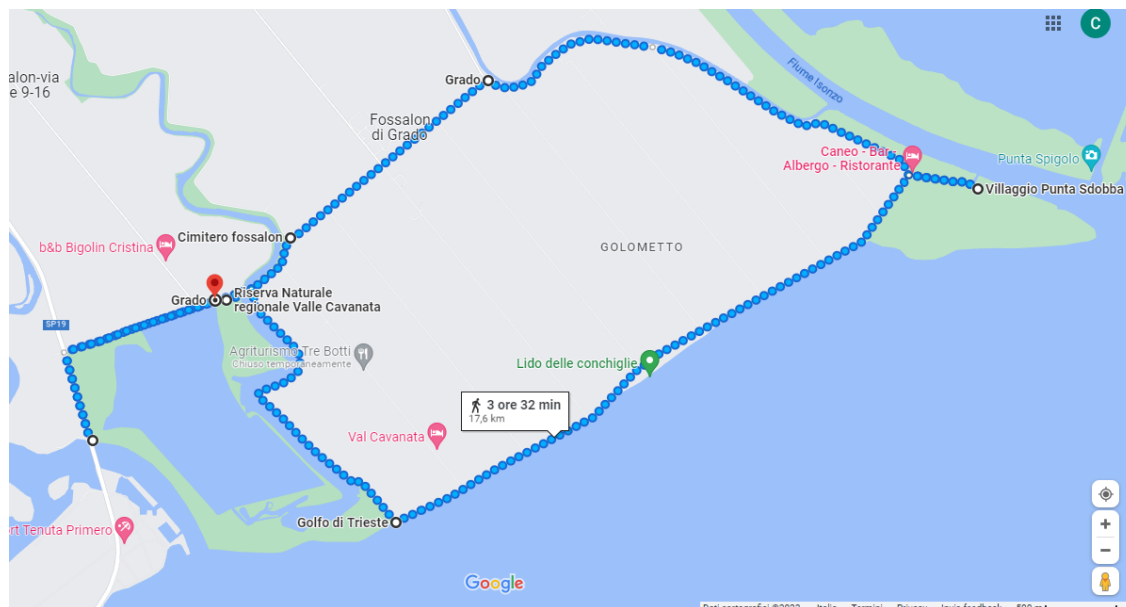 C
alon-via
e 9-16
Grado
Fiume Isonzo
Fossalon
di Grado
Caneo - Bar -
Albergo - Ristorante
Punta Spigolo
Villaggio Punta Sdobba
Cimitero fossalon
b&b Bigolin Cristina
GOLOMETTO
Grado
Riserva Naturale
regionale Valle Cavanata
SP19
Agriturismo Tre Botti
Chiuso temporaneamente
Lido delle conchiglie
3 ore 32 min
17,6 km
Val Cavanata
Golfo di Trieste
rt Tenuta Primero
Google